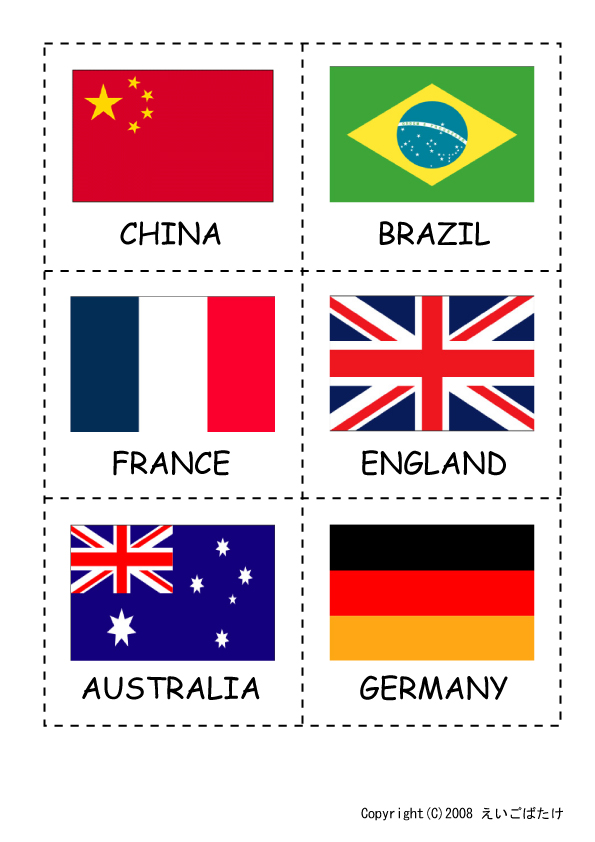 CHINA
BRAZIL
FRANCE
ENGLAND
AUSTRALIA
GERMANY
Copyright(C)2008 えいごばたけ